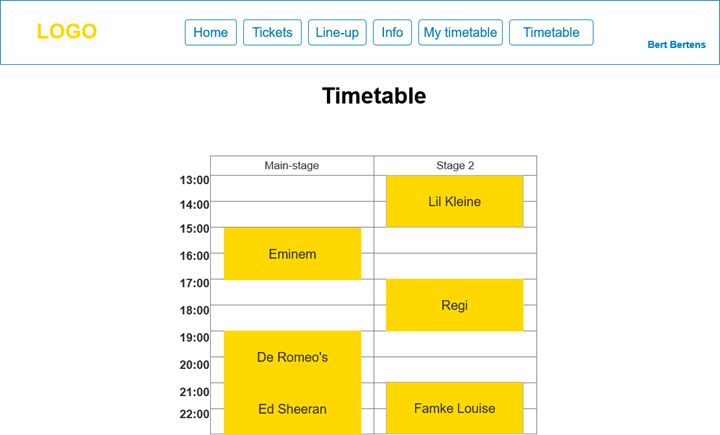 LOGO
Home
Tickets
Line-up
Info
My timetable
Timetable
Bert Bertens
Timetable
Main-stage
Stage 2
13:00
Lil Kleine
14:00
15:00
Eminem
16:00
17:00
Regi
18:00
19:00
De Romeo's
20:00
21:00
Ed Sheeran
Famke Louise
22:00